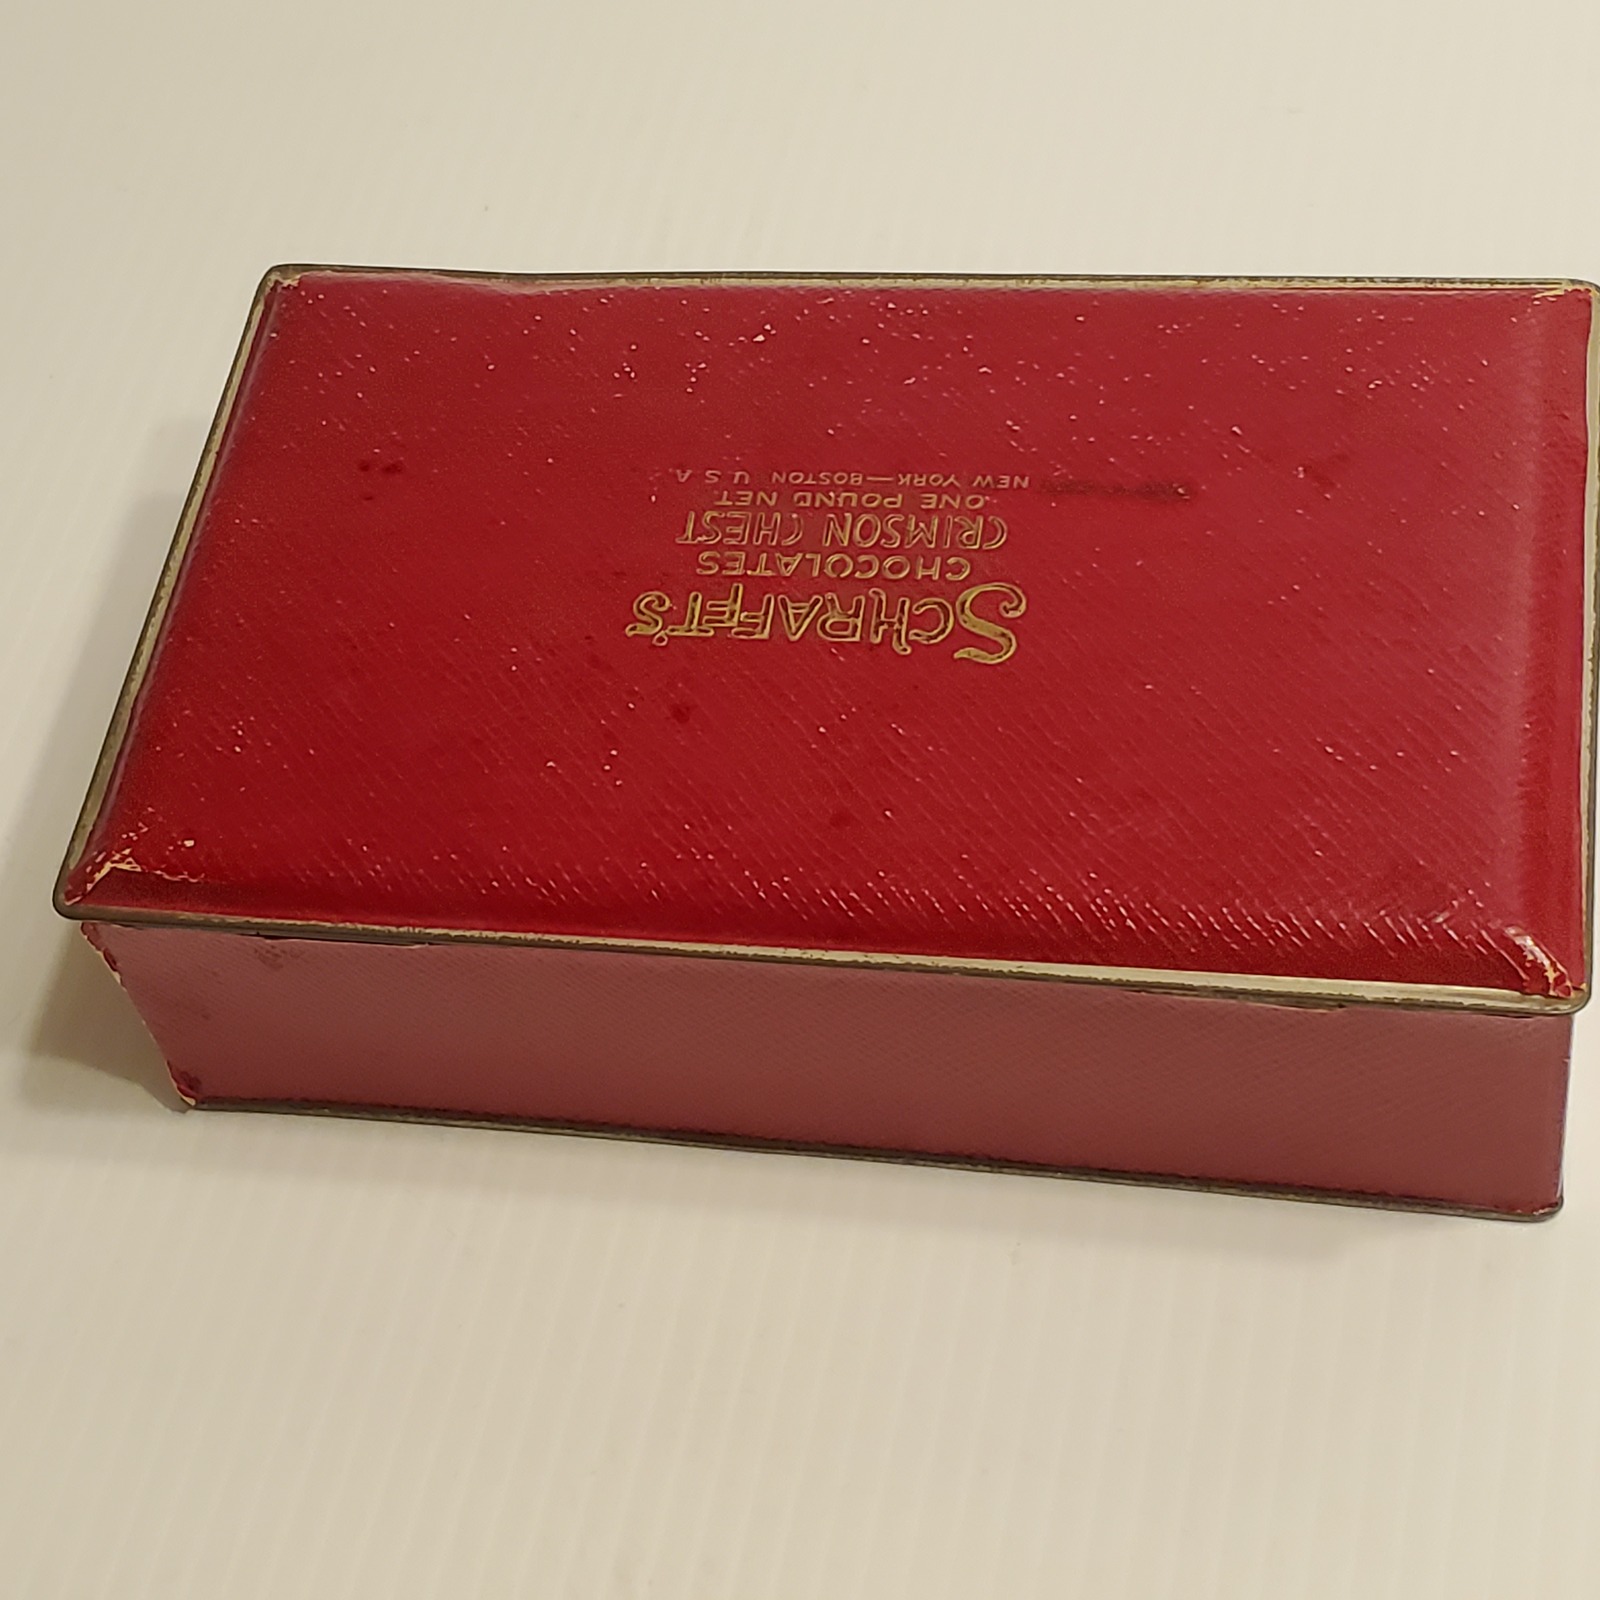 SCHRAFFT'S
CHOCOLATES
CRIMSON CHEST
ONE POUND NET
NEW YORK—BOSTON U S A